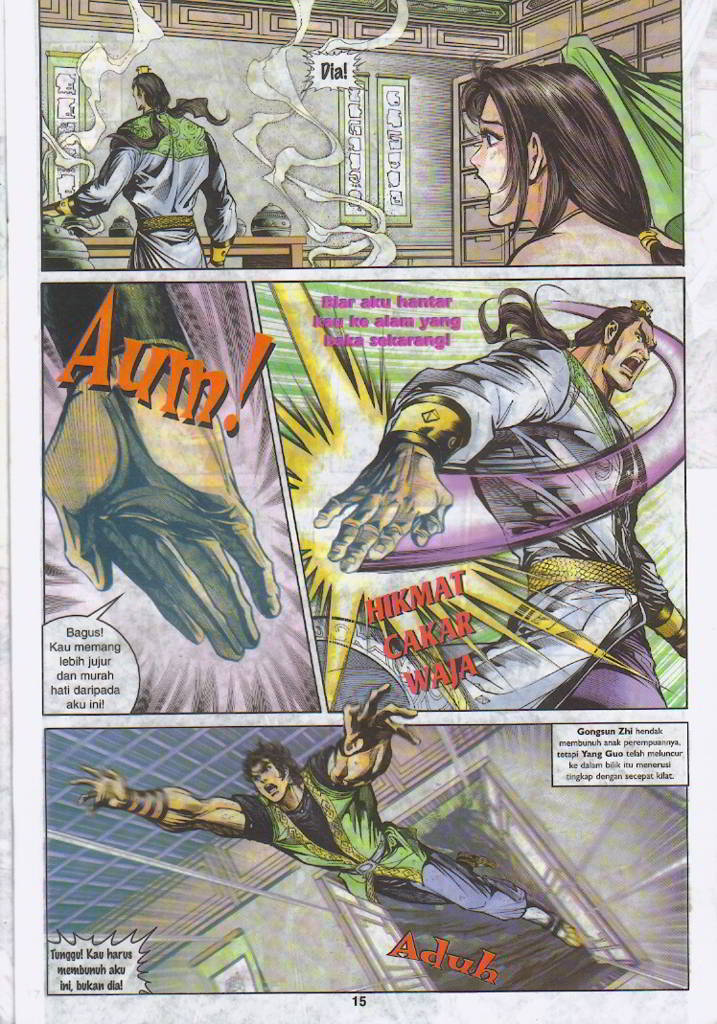 Dia!
Aum!
Biar aku hantar
kau ke alam yang
baka sekarang!
HIKMAT
CAKAR
WAJA
Bagus!
Kau memang
lebih jujur
dan murah
hati daripada
aku ini!
Gongsun Zhi hendak
membunuh anak perempuannya,
tetapi Yang Guo telah meluncur
ke dalam bilik itu menerusi
tingkap dengan secepat kilat.
Tunggu! Kau harus
membunuh aku
ini, bukan dia!
Aduh
15